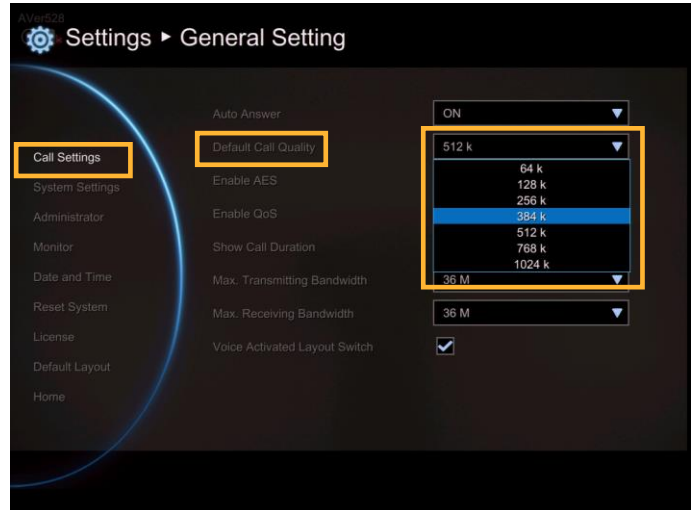 AVer528
Settings ► General Setting
Auto Answer ON
Call Settings
Default Call Quality 512 k
System Settings
Enable AES
Administrator
Enable QoS
Monitor
Show Call Duration
Date and Time
Max. Transmitting Bandwidth 36 M
Reset System
Max. Receiving Bandwidth 36 M
License
Voice Activated Layout Switch
Default Layout
Home
64 k
128 k
256 k
384 k
512 k
768 k
1024 k